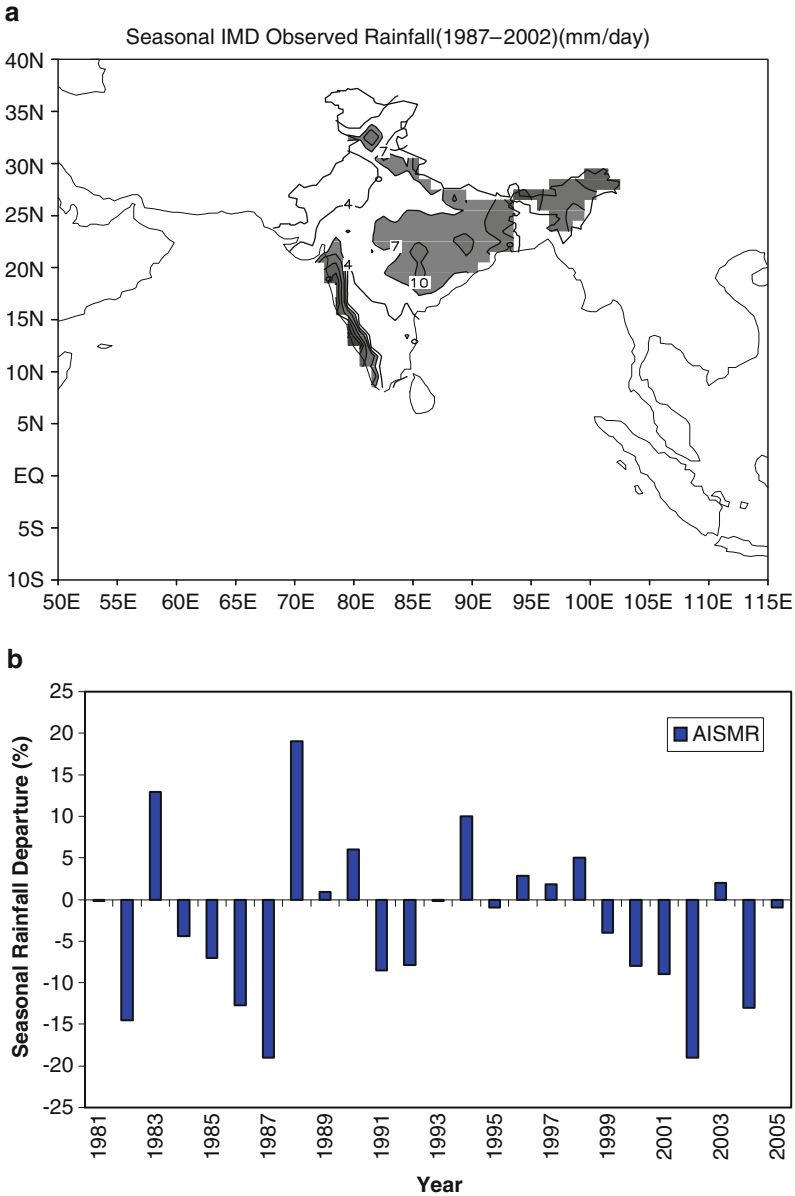 a
Seasonal IMD Observed Rainfall(1987–2002)(mm/day)
40N
35N
30N
25N
20N
15N
10N
5N
EQ
5S
10S
7
4
7
4
10
50E 55E 60E 65E 70E 80E 85E 90E 95E 100E 105E 110E 115E
b
25
20
15
10
5
0
-5
-10
-15
-20
-25
Seasonal Rainfall Departure (%)
AISMR
1981 1983 1985 1987 1989 1991 1993 1995 1997 1999 2001 2003 2005
Year